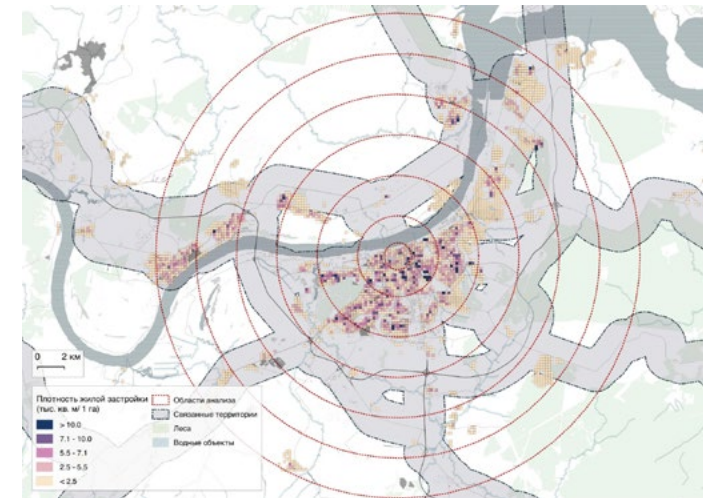 0 2 км
Плотность жилой застройки
(тыс. кв. м/ 1 га)
> 10.0
7.1 - 10.0
5.5 - 7.1
2.5 - 5.5
< 2.5
Области анализа
Связанные территории
Леса
Водные объекты